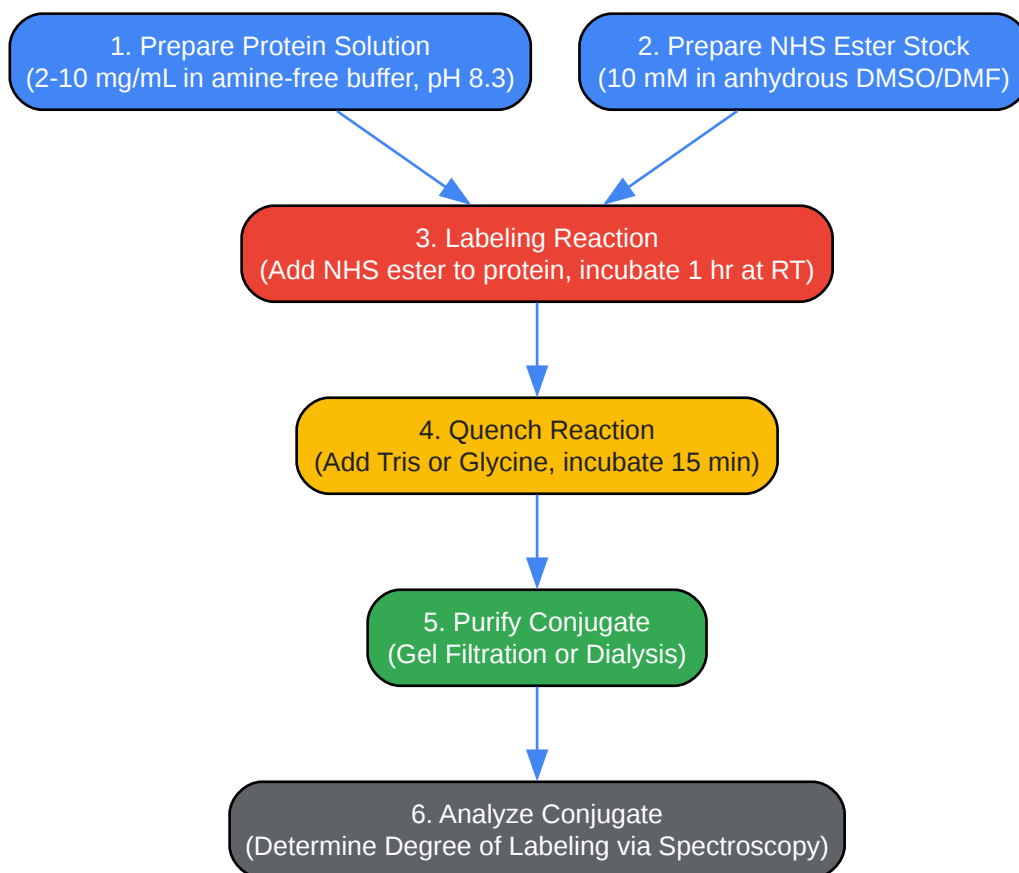 1. Prepare Protein Solution
(2-10 mg/mL in amine-free buffer, pH 8.3)
2. Prepare NHS Ester Stock
(10 mM in anhydrous DMSO/DMF)
3. Labeling Reaction
(Add NHS ester to protein, incubate 1 hr at RT)
4. Quench Reaction
(Add Tris or Glycine, incubate 15 min)
5. Purify Conjugate
(Gel Filtration or Dialysis)
6. Analyze Conjugate
(Determine Degree of Labeling via Spectroscopy)